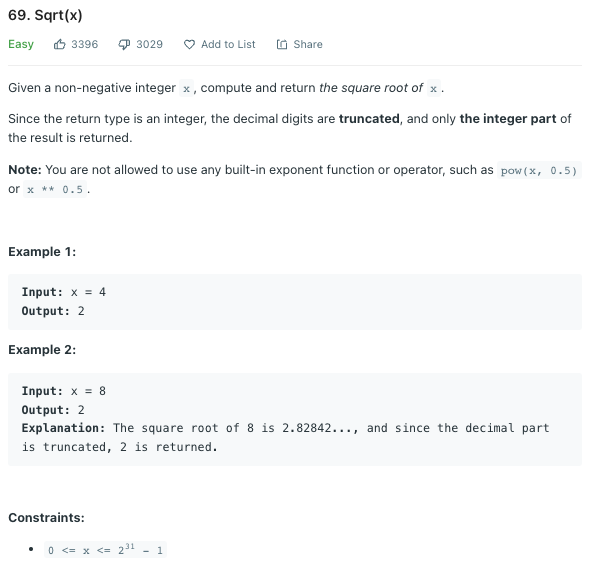 69. Sqrt(x)
Easy 3396 3029 Add to List Share
Given a non-negative integer x, compute and return the square root of x.
Since the return type is an integer, the decimal digits are truncated, and only the integer part of
the result is returned.
Note: You are not allowed to use any built-in exponent function or operator, such as pow(x, 0.5)
or x ** 0.5.
Example 1:
Input: x = 4
Output: 2
Example 2:
Input: x = 8
Output: 2
Explanation: The square root of 8 is 2.82842..., and since the decimal part
is truncated, 2 is returned.
Constraints:
• 0 <= x <= 2³¹ - 1